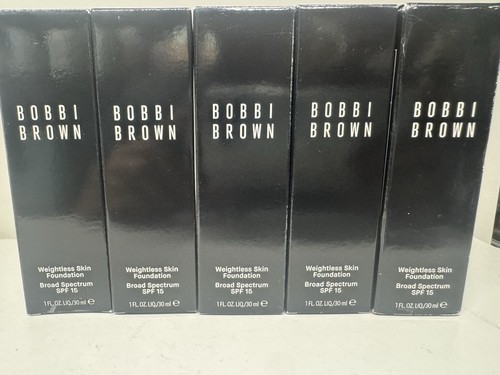 BOBBI
BROWN
Weightless Skin
Foundation
Broad Spectrum
SPF 15
1 FL.OZ.LIQ./30 ml e
BOBBI
BROWN
Weightless Skin
Foundation
Broad Spectrum
SPF 15
1 FL.OZ.LIQ./30 ml e
BOBBI
BROWN
Weightless Skin
Foundation
Broad Spectrum
SPF 15
1 FL.OZ.LIQ./30 ml e
BOBBI
BROWN
Weightless Skin
Foundation
Broad Spectrum
SPF 15
1 FL.OZ.LIQ./30 ml e
BOBBI
BROWN
Weightless Skin
Foundation
Broad Spectrum
SPF 15
1 FL.OZ.LIQ./30 ml e